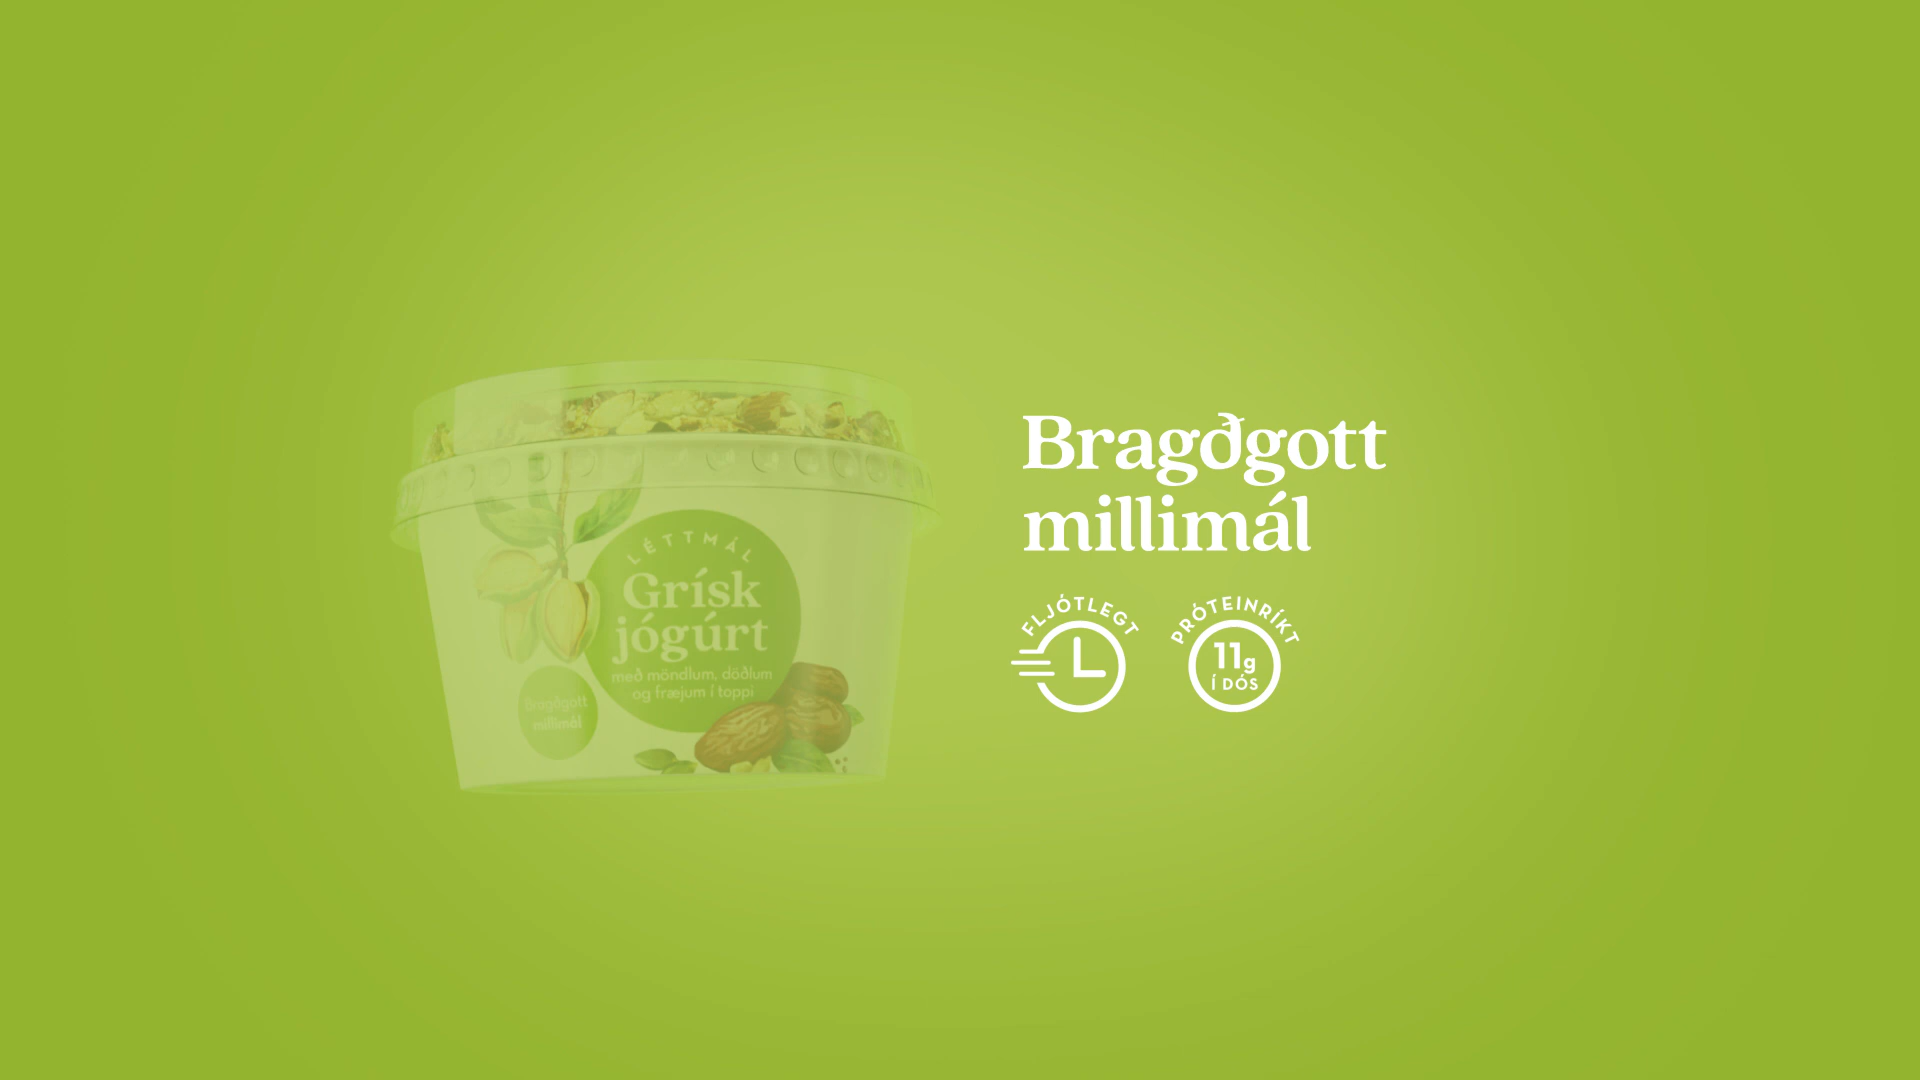 LÉTTMÁL
Grísk
jógúrt
með möndlum, döðlum
og fræjum í toppi
Bragðgott
millimál
Bragðgott
millimál
FLJÓTLEGT
PRÓTEINRÍKT
11g
Í DÓS